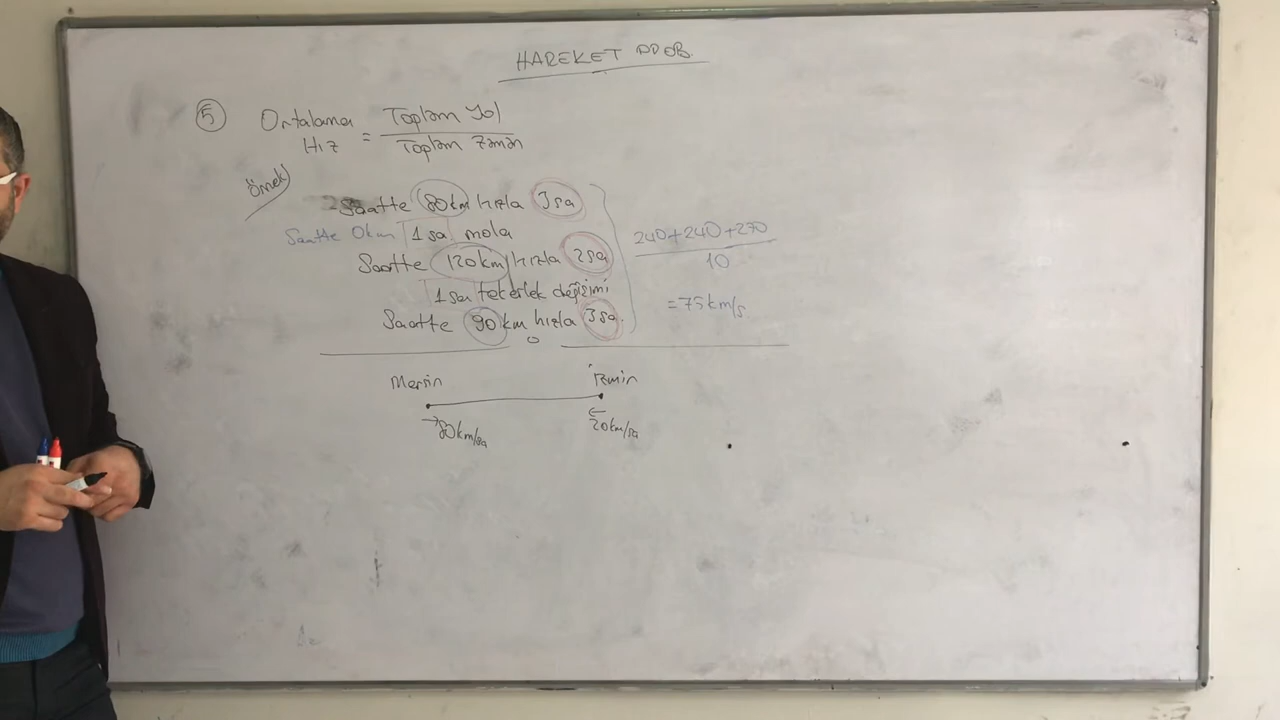 HAREKET PROB.
5 Ortalama Hız = Toplam Yol
Toplam Zaman
Örnek
Saatte 80km hızla 3sa
Saatte 0km 1 sa mola
Saatte 120km hızla 2sa
1 sa tekerlek değişimi
Saatte 90 km hızla 3sa.
240+240+270
10
=75km/s
Mersin İzmir
80km/sa 20km/sa